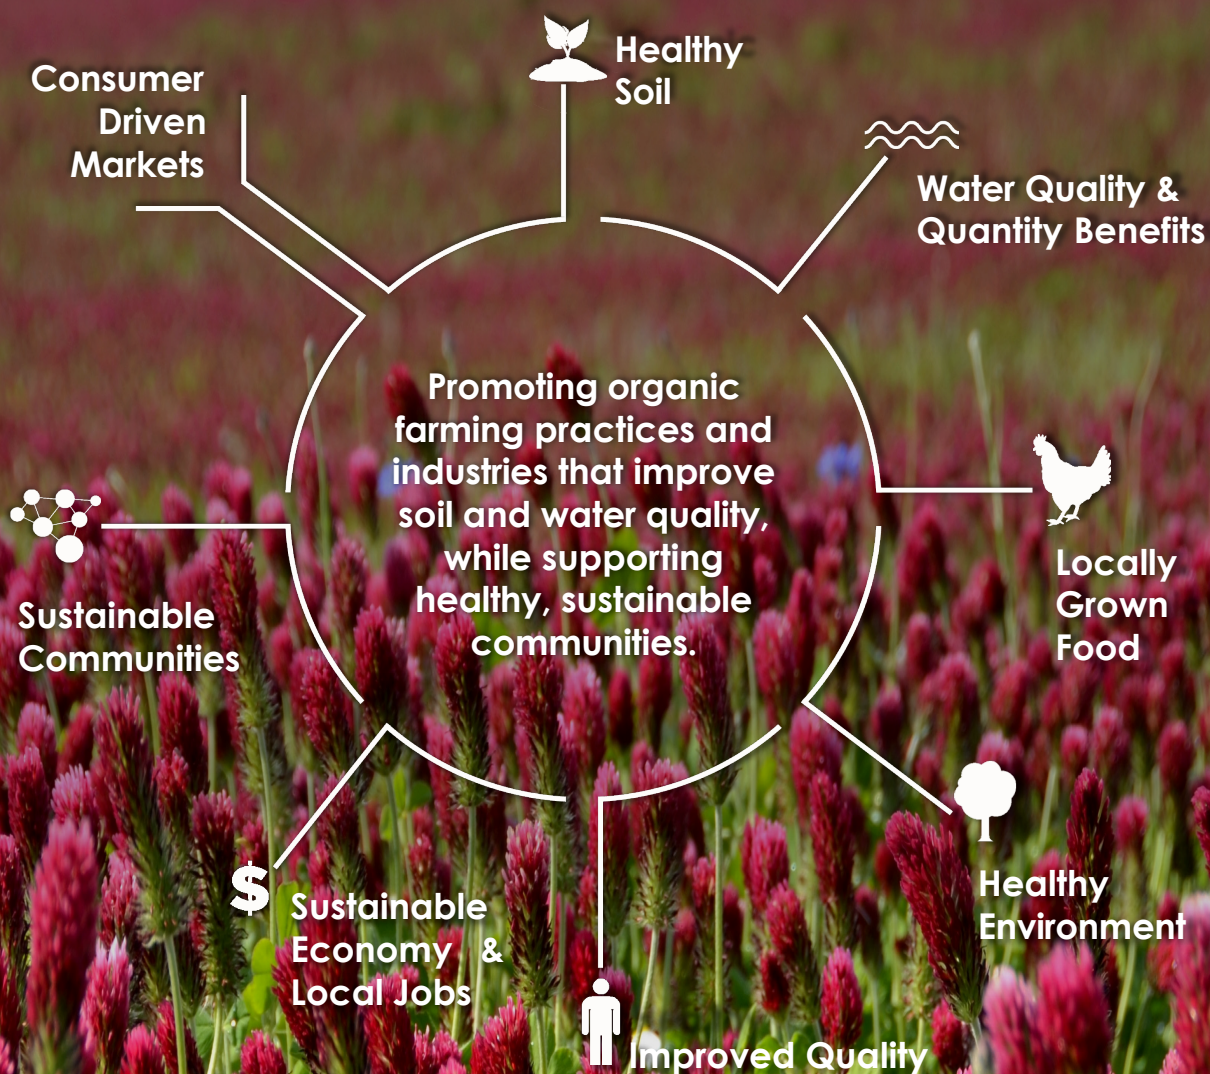 Healthy
Soil
Consumer
Driven
Markets
Water Quality &
Quantity Benefits
Promoting organic
farming practices and
industries that improve
soil and water quality,
while supporting
healthy, sustainable
communities.
Locally
Grown
Food
Sustainable
Communities
Healthy
Environment
$
Sustainable
Economy &
Local Jobs
Improved Quality